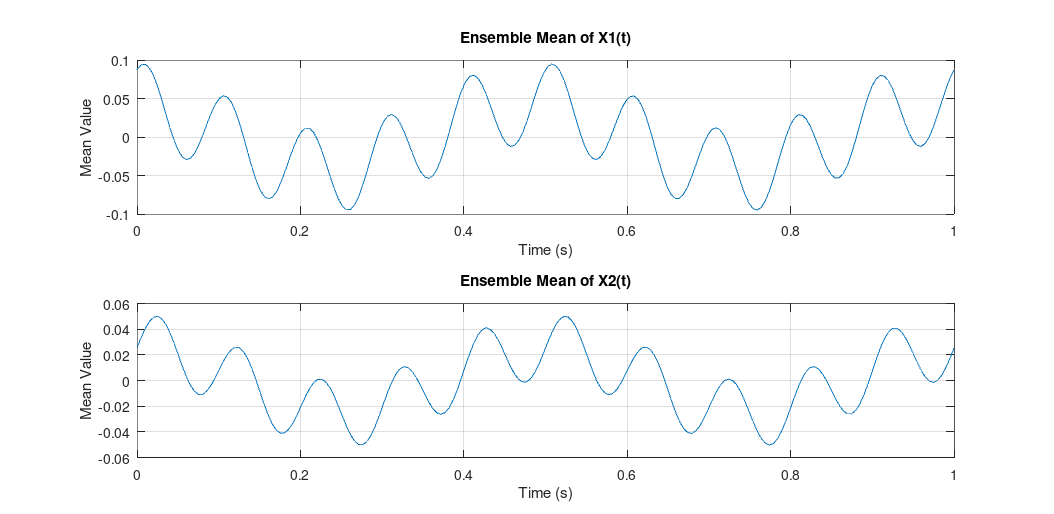 Ensemble Mean of X1(t)
Mean Value
0.1
0.05
0
-0.05
-0.1
0 0.2 0.4 0.6 0.8 1
Time (s)
Ensemble Mean of X2(t)
Mean Value
0.06
0.04
0.02
0
-0.02
-0.04
-0.06
0 0.2 0.4 0.6 0.8 1
Time (s)